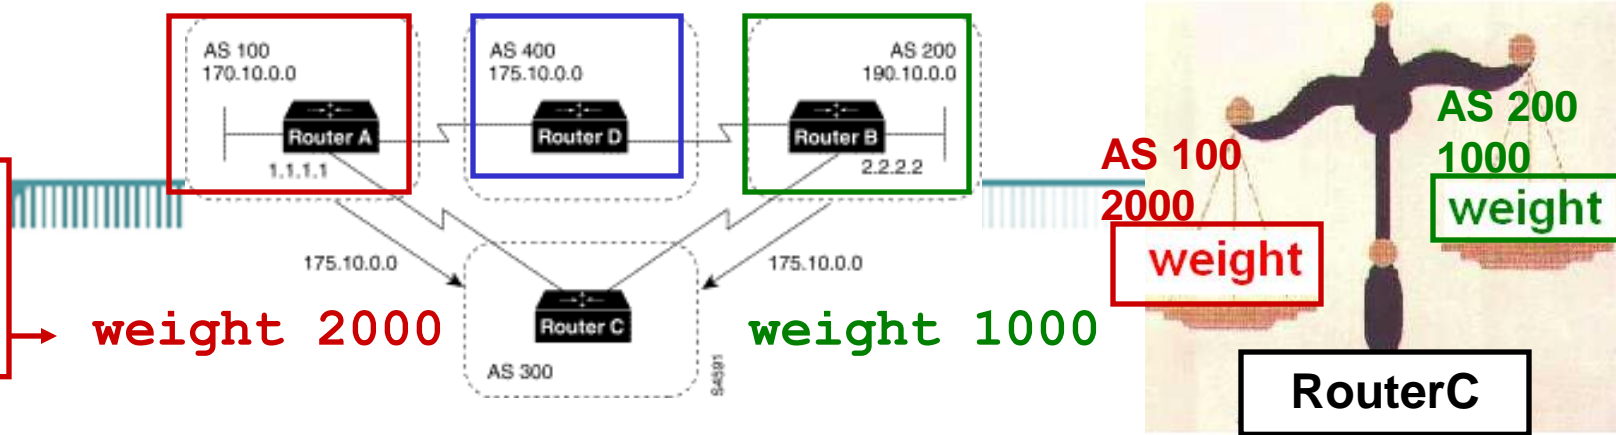 AS 100
170.10.0.0
Router A
1.1.1.1
AS 400
175.10.0.0
Router D
AS 200
190.10.0.0
Router B
2.2.2.2
175.10.0.0
175.10.0.0
weight 2000
Router C
weight 1000
AS 300
S4591
AS 100
2000
weight
AS 200
1000
weight
RouterC